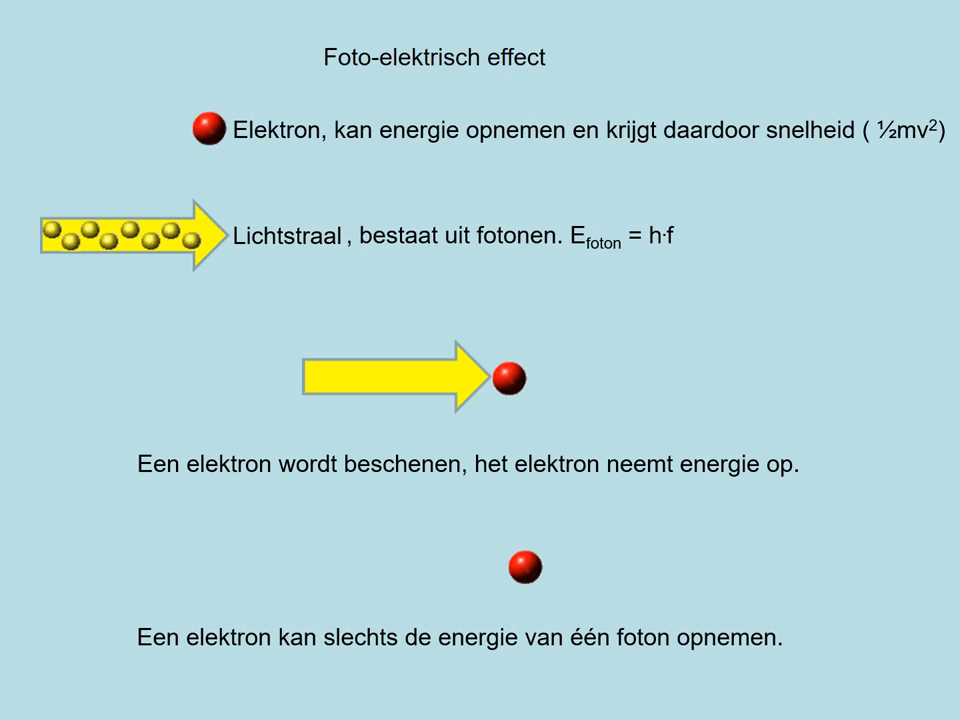 Foto-elektrisch effect
Elektron, kan energie opnemen en krijgt daardoor snelheid ( ½mv²)
Lichtstraal , bestaat uit fotonen. Efoton = h·f
Een elektron wordt beschenen, het elektron neemt energie op.
Een elektron kan slechts de energie van één foton opnemen.